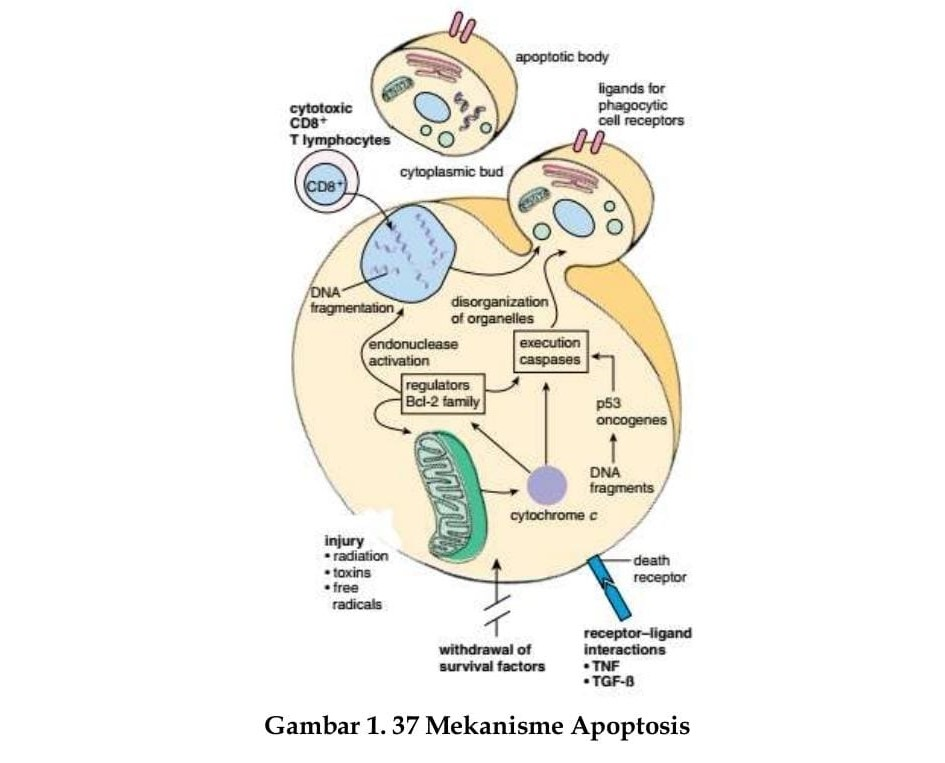 apoptotic body
ligands for
phagocytic
cell receptors
cytotoxic
CD8+
T lymphocytes
cytoplasmic bud
CD8+
DNA
fragmentation
disorganization
of organelles
endonuclease
activation
execution
caspases
regulators
Bcl-2 family
p53
oncogenes
DNA
fragments
cytochrome c
injury
• radiation
• toxins
• free
radicals
death
receptor
withdrawal of
survival factors
receptor–ligand
interactions
• TNF
• TGF-ß
Gambar 1. 37 Mekanisme Apoptosis